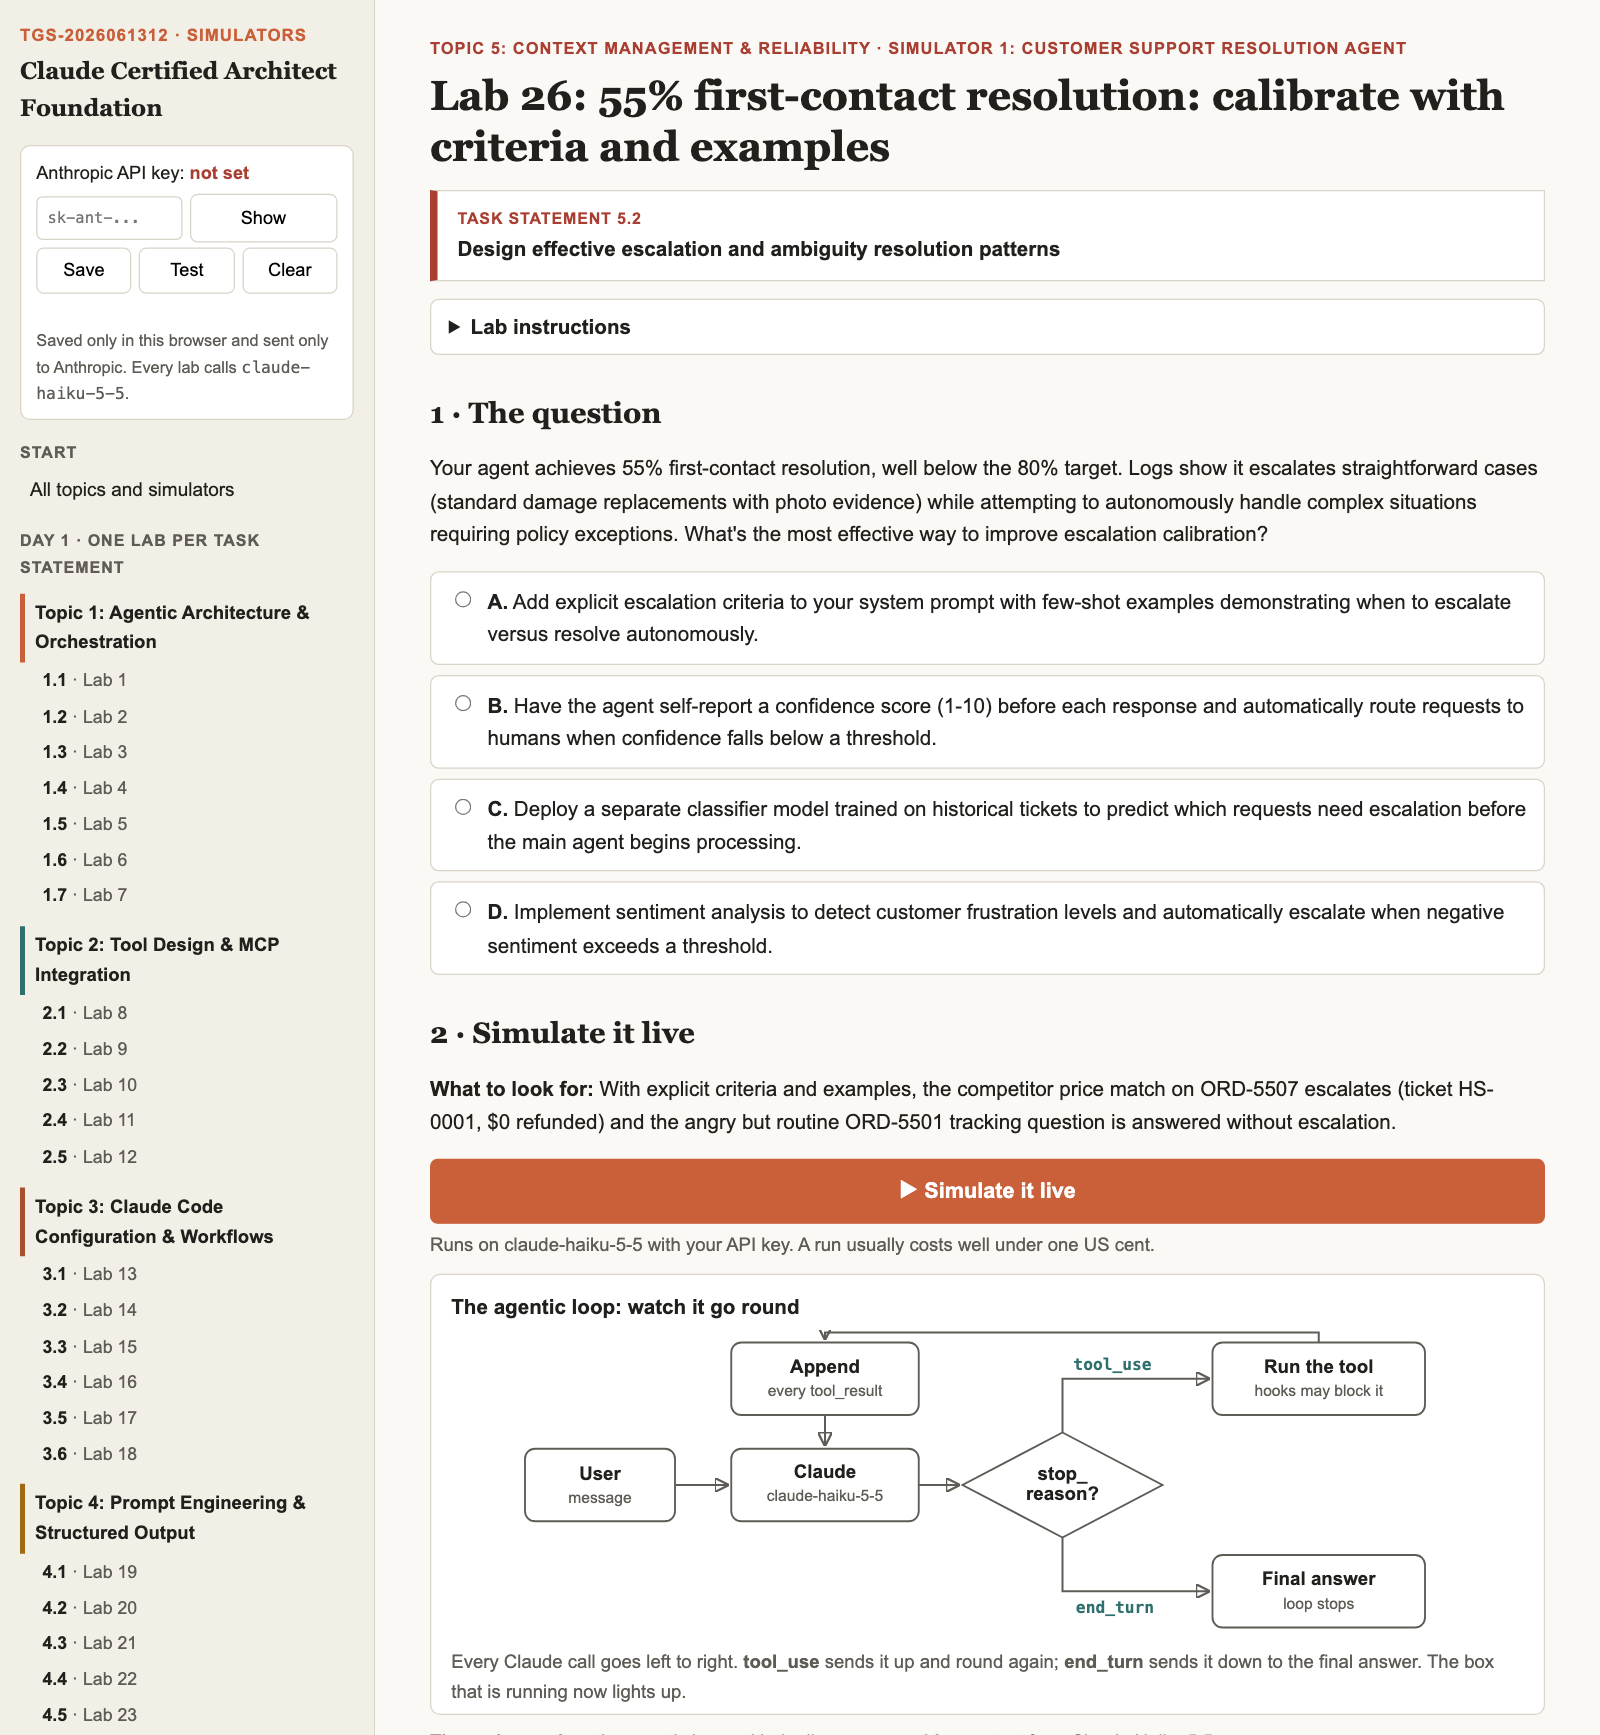 TGS-2026061312 · SIMULATORS
Claude Certified Architect
Foundation
Anthropic API key: not set
sk-ant-...
Show
Save
Test
Clear
Saved only in this browser and sent only
to Anthropic. Every lab calls claude-
haiku-5-5.
START
All topics and simulators
DAY 1 · ONE LAB PER TASK
STATEMENT
Topic 1: Agentic Architecture &
Orchestration
1.1 · Lab 1
1.2 · Lab 2
1.3 · Lab 3
1.4 · Lab 4
1.5 · Lab 5
1.6 · Lab 6
1.7 · Lab 7
Topic 2: Tool Design & MCP
Integration
2.1 · Lab 8
2.2 · Lab 9
2.3 · Lab 10
2.4 · Lab 11
2.5 · Lab 12
Topic 3: Claude Code
Configuration & Workflows
3.1 · Lab 13
3.2 · Lab 14
3.3 · Lab 15
3.4 · Lab 16
3.5 · Lab 17
3.6 · Lab 18
Topic 4: Prompt Engineering &
Structured Output
4.1 · Lab 19
4.2 · Lab 20
4.3 · Lab 21
4.4 · Lab 22
4.5 · Lab 23
TOPIC 5: CONTEXT MANAGEMENT & RELIABILITY · SIMULATOR 1: CUSTOMER SUPPORT RESOLUTION AGENT
Lab 26: 55% first-contact resolution: calibrate with
criteria and examples
TASK STATEMENT 5.2
Design effective escalation and ambiguity resolution patterns
Lab instructions
1 · The question
Your agent achieves 55% first-contact resolution, well below the 80% target. Logs show it escalates straightforward cases
(standard damage replacements with photo evidence) while attempting to autonomously handle complex situations
requiring policy exceptions. What's the most effective way to improve escalation calibration?
A. Add explicit escalation criteria to your system prompt with few-shot examples demonstrating when to escalate
versus resolve autonomously.
B. Have the agent self-report a confidence score (1-10) before each response and automatically route requests to
humans when confidence falls below a threshold.
C. Deploy a separate classifier model trained on historical tickets to predict which requests need escalation before
the main agent begins processing.
D. Implement sentiment analysis to detect customer frustration levels and automatically escalate when negative
sentiment exceeds a threshold.
2 · Simulate it live
What to look for: With explicit criteria and examples, the competitor price match on ORD-5507 escalates (ticket HS-
0001, $0 refunded) and the angry but routine ORD-5501 tracking question is answered without escalation.
▶ Simulate it live
Runs on claude-haiku-5-5 with your API key. A run usually costs well under one US cent.
The agentic loop: watch it go round
Append
every tool_result
tool_use
Run the tool
hooks may block it
User
message
Claude
claude-haiku-5-5
stop_
reason?
Final answer
loop stops
end_turn
Every Claude call goes left to right. tool_use sends it up and round again; end_turn sends it down to the final answer. The box
that is running now lights up.